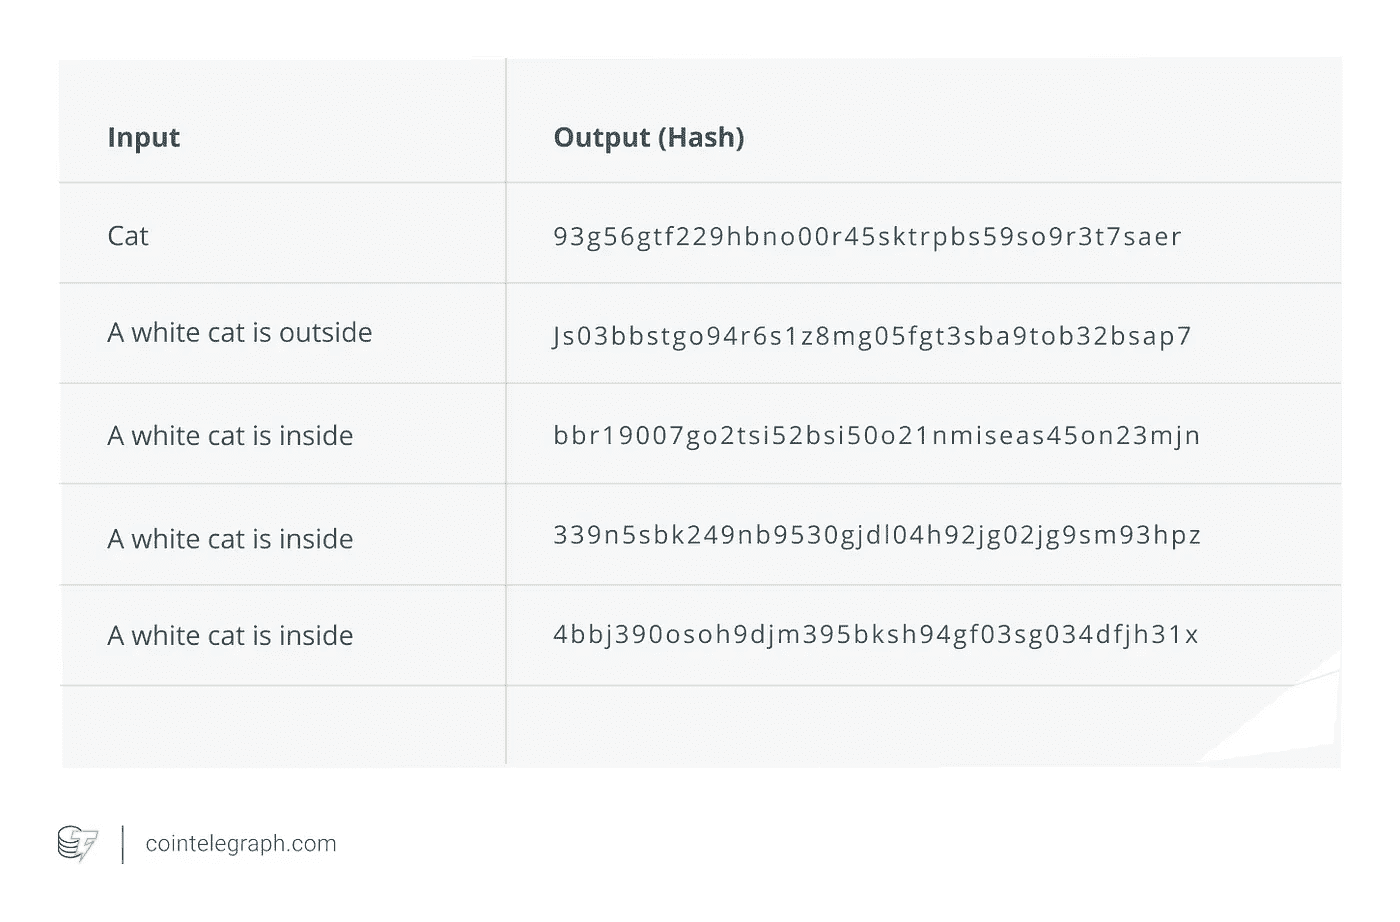 Input Output (Hash)
Cat 93g56gtf229hbno00r45sktrpbs59so9r3t7saer
A white cat is outside Js03bbstgo94r6s1z8mg05fgt3sba9tob32bsap7
A white cat is inside bbr19007go2tsi52bsi50o21nmiseas45on23mjn
A white cat is inside 339n5sbk249nb9530gjdl04h92jg02jg9sm93hpz
A white cat is inside 4bbj390osoh9djm395bksh94gf03sg034dfjh31x
cointelegraph.com